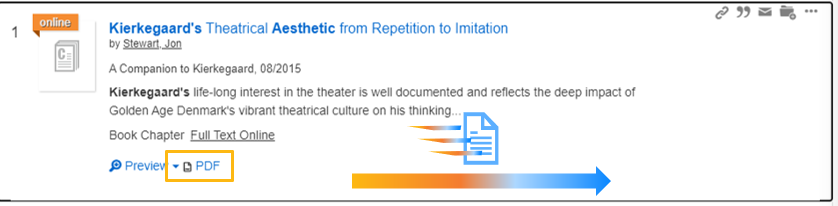 1
online
Kierkegaard's Theatrical Aesthetic from Repetition to Imitation
by Stewart, Jon
A Companion to Kierkegaard, 08/2015
Kierkegaard's life-long interest in the theater is well documented and reflects the deep impact of
Golden Age Denmark's vibrant theatrical culture on his thinking...
Book Chapter Full Text Online
Preview PDF